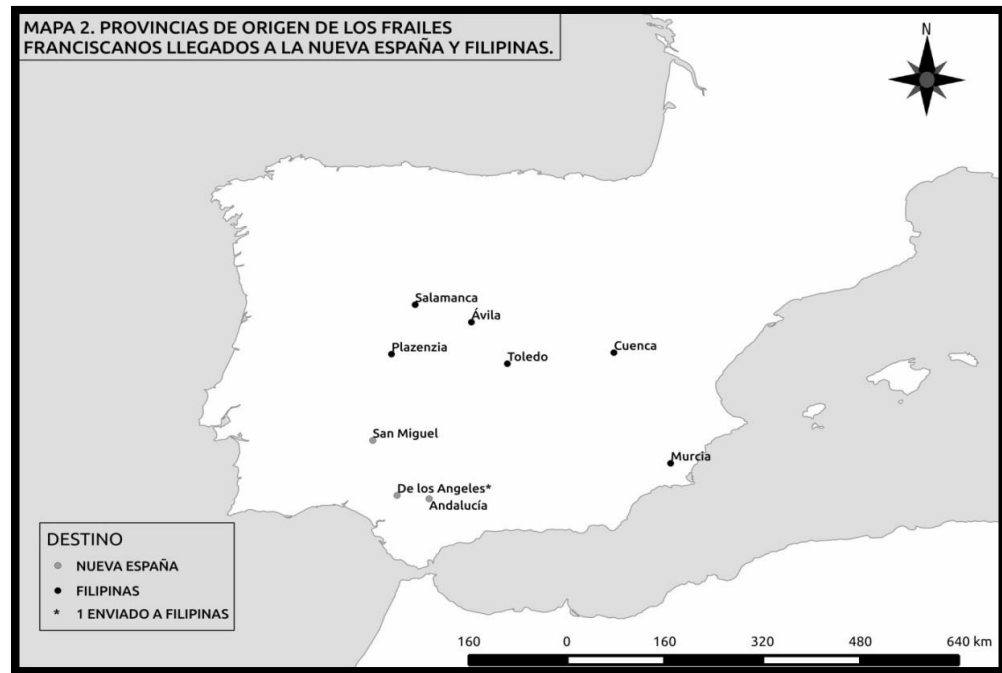 MAPA 2. PROVINCIAS DE ORIGEN DE LOS FRAILES
FRANCISCANOS LLEGADOS A LA NUEVA ESPAÑA Y FILIPINAS.
N
Salamanca
Ávila
Plazenzia
Toledo
Cuenca
San Miguel
Murcia
De los Angeles*
Andalucía
DESTINO
NUEVA ESPAÑA
FILIPINAS
* 1 ENVIADO A FILIPINAS
160 0 160 320 480 640 km